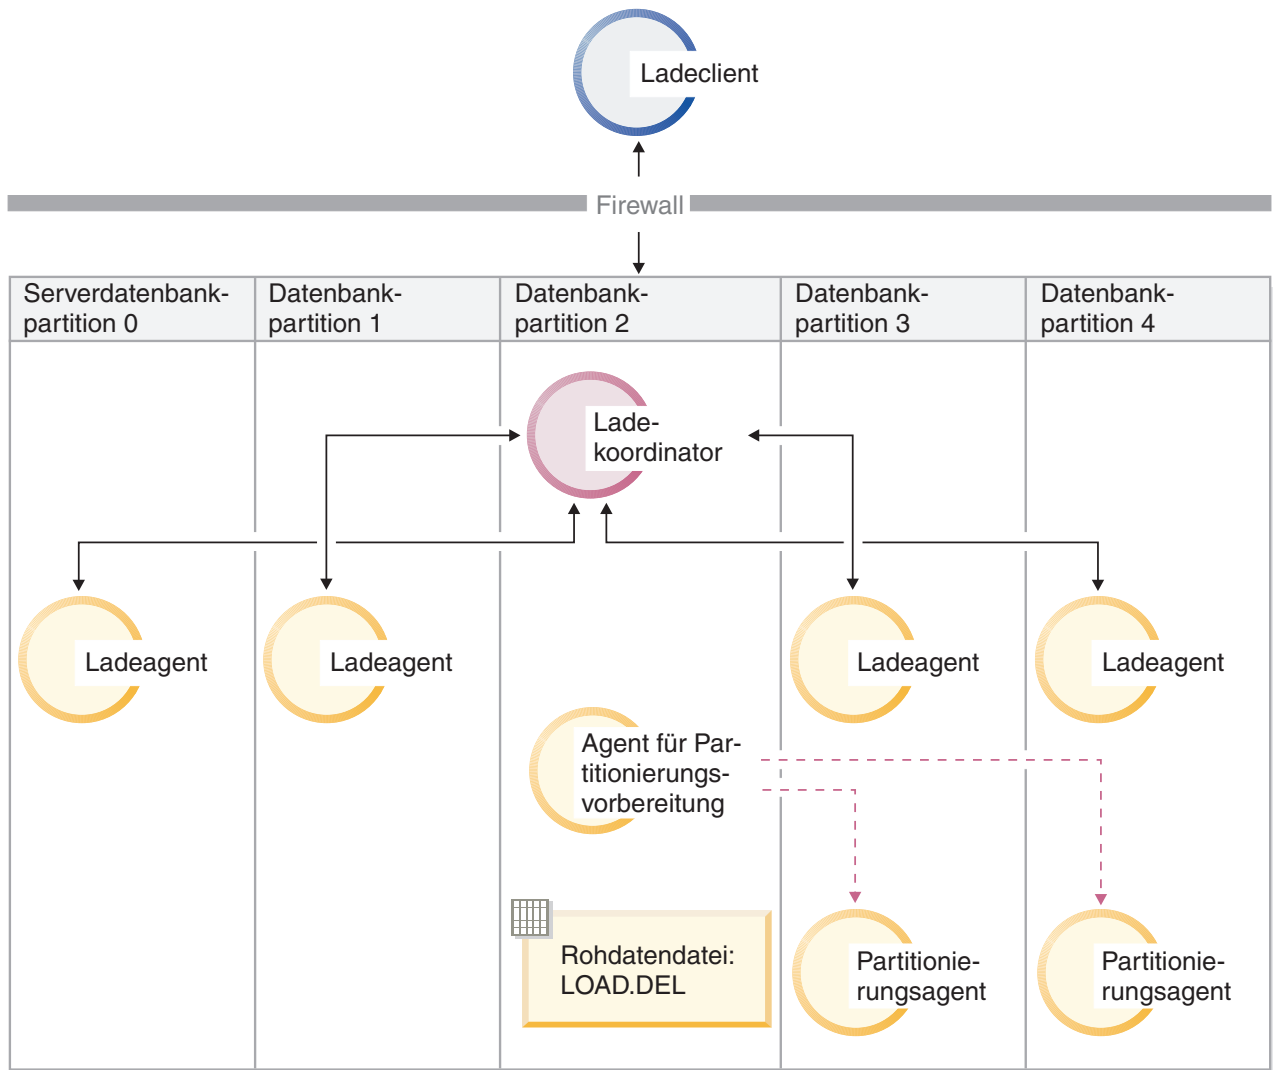 Ladeclient
Firewall
Serverdatenbank-
partition 0
Datenbank-
partition 1
Datenbank-
partition 2
Datenbank-
partition 3
Datenbank-
partition 4
Lade-
koordinator
Ladeagent
Ladeagent
Ladeagent
Ladeagent
Agent für Par-
titionierungs-
vorbereitung
Rohdatendatei:
LOAD.DEL
Partitionie-
rungsagent
Partitionie-
rungsagent